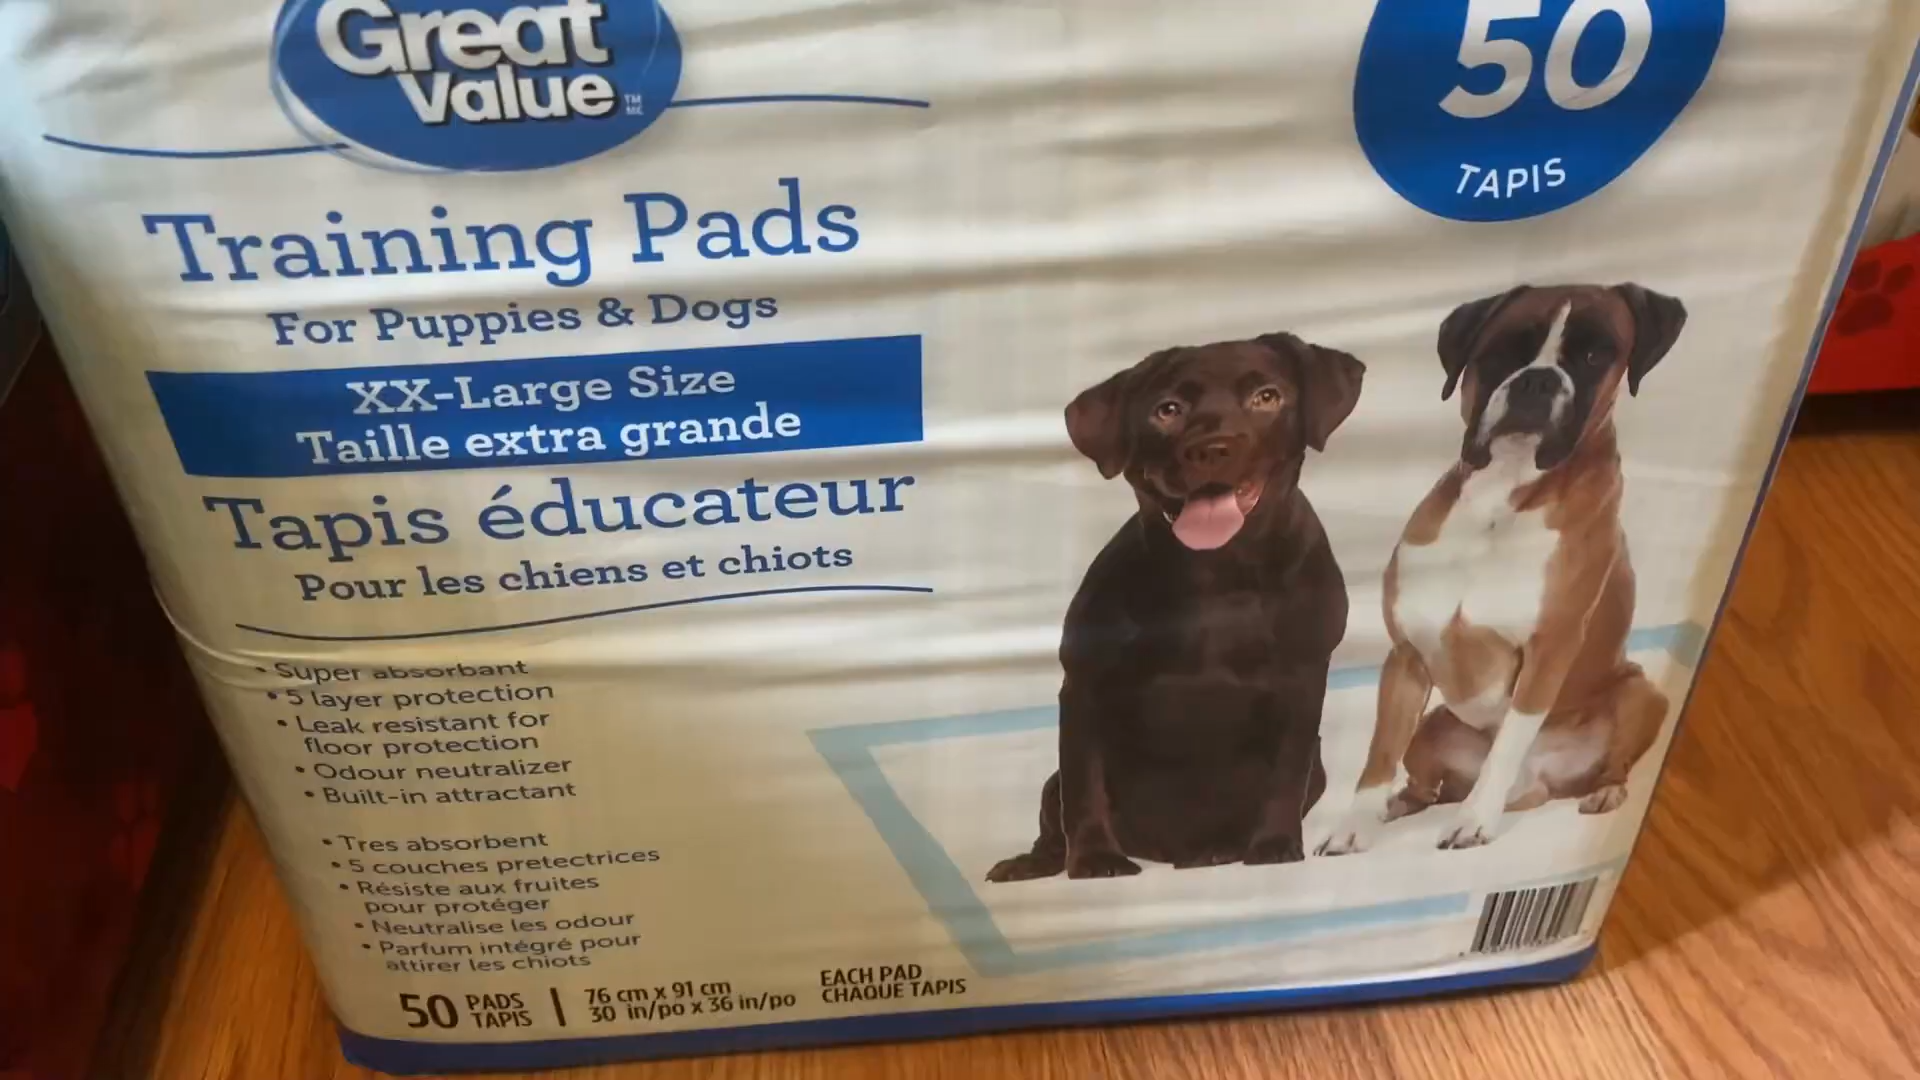 Great
Value
TM
MC
50
TAPIS
Training Pads
For Puppies & Dogs
XX-Large Size
Taille extra grande
Tapis éducateur
Pour les chiens et chiots
• Super absorbant
• 5 layer protection
• Leak resistant for
floor protection
• Odour neutralizer
• Built-in attractant
• Tres absorbent
• 5 couches pretectrices
• Résiste aux fruites
pour protéger
• Neutralise les odour
• Parfum intégré pour
attirer les chiots
50 PADS
TAPIS
76 cm x 91 cm
30 in/po x 36 in/po
EACH PAD
CHAQUE TAPIS